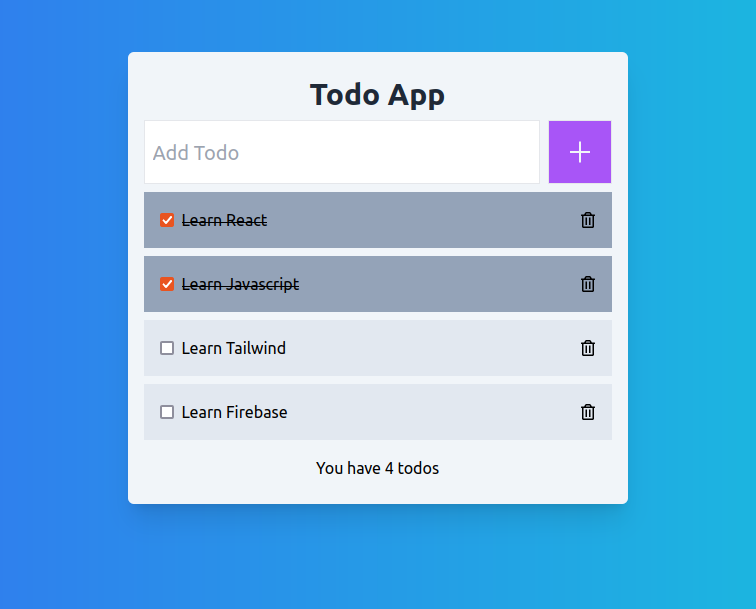 Todo App
Add Todo
Learn React
Learn Javascript
Learn Tailwind
Learn Firebase
You have 4 todos